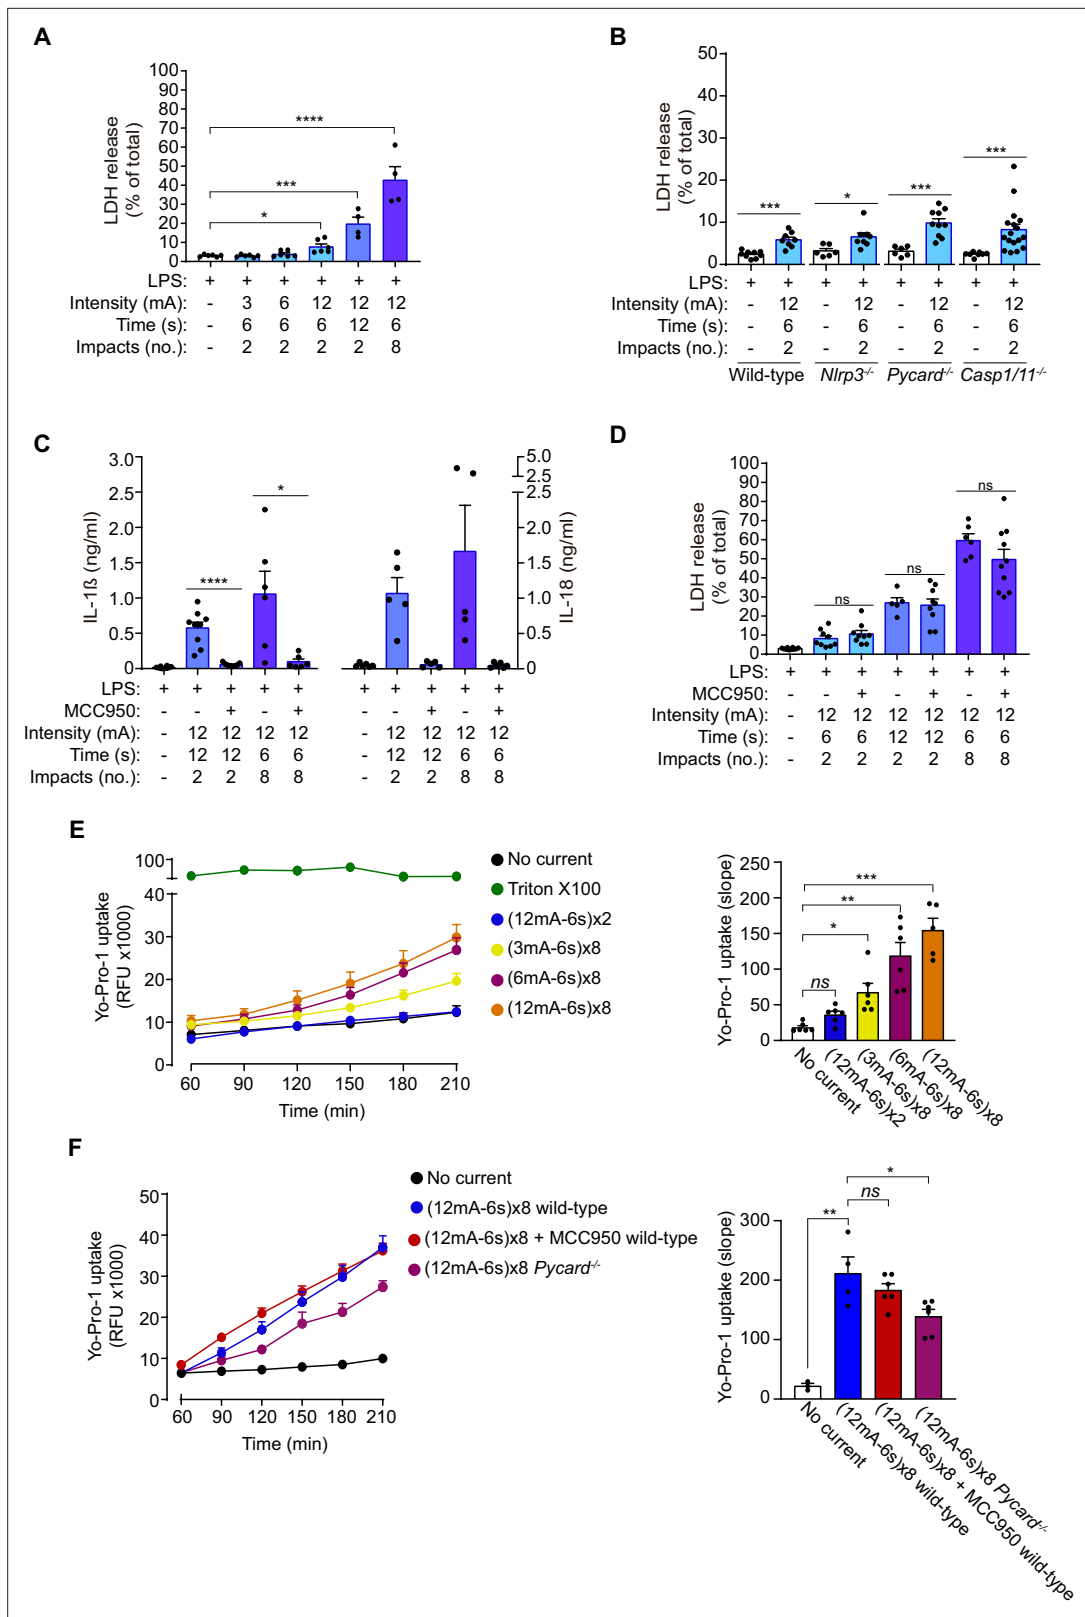 A
LDH release
(% of total)
100
90
80
70
60
50
40
30
20
10
0
****
***
*
LPS: + + + + + +
Intensity (mA): - 3 6 12 12 12
Time (s): - 6 6 6 12 6
Impacts (no.): - 2 2 2 2 8
B
LDH release
(% of total)
50
40
30
20
10
0
*** * *** ***
LPS: + + + + + + + +
Intensity (mA): - 12 - 12 - 12 - 12
Time (s): - 6 - 6 - 6 - 6
Impacts (no.): - 2 - 2 - 2 - 2
Wild-type Nlrp3-/- Pycard-/- Casp1/11-/-
C
IL-1ß (ng/ml)
3.0
2.5
2.0
1.5
1.0
0.5
0
**** *
IL-18 (ng/ml)
5.0
2.5
2.5
2.0
1.5
1.0
0.5
0
LPS: + + + + + + + + + +
MCC950: - - + - + - - + - +
Intensity (mA): - 12 12 12 12 - 12 12 12 12
Time (s): - 12 12 6 6 - 12 12 6 6
Impacts (no.): - 2 2 8 8 - 2 2 8 8
D
LDH release
(% of total)
100
90
80
70
60
50
40
30
20
10
0
ns ns ns
LPS: + + + + + + +
MCC950: - - + - + - +
Intensity (mA): - 12 12 12 12 12 12
Time (s): - 6 6 12 12 6 6
Impacts (no.): - 2 2 2 2 8 8
E
Yo-Pro-1 uptake
(RFU x1000)
100
40
30
20
10
0
60 90 120 150 180 210
Time (min)
No current
Triton X100
(12mA-6s)x2
(3mA-6s)x8
(6mA-6s)x8
(12mA-6s)x8
Yo-Pro-1 uptake (slope)
250
200
150
100
50
0
***
**
*
ns
No current
(12mA-6s)x2
(3mA-6s)x8
(6mA-6s)x8
(12mA-6s)x8
F
Yo-Pro-1 uptake
(RFU x1000)
50
40
30
20
10
0
60 90 120 150 180 210
Time (min)
No current
(12mA-6s)x8 wild-type
(12mA-6s)x8 + MCC950 wild-type
(12mA-6s)x8 Pycard-/-
Yo-Pro-1 uptake (slope)
300
200
100
0
*
ns
**
No current
(12mA-6s)x8 wild-type
(12mA-6s)x8 + MCC950 wild-type
(12mA-6s)x8 Pycard-/-